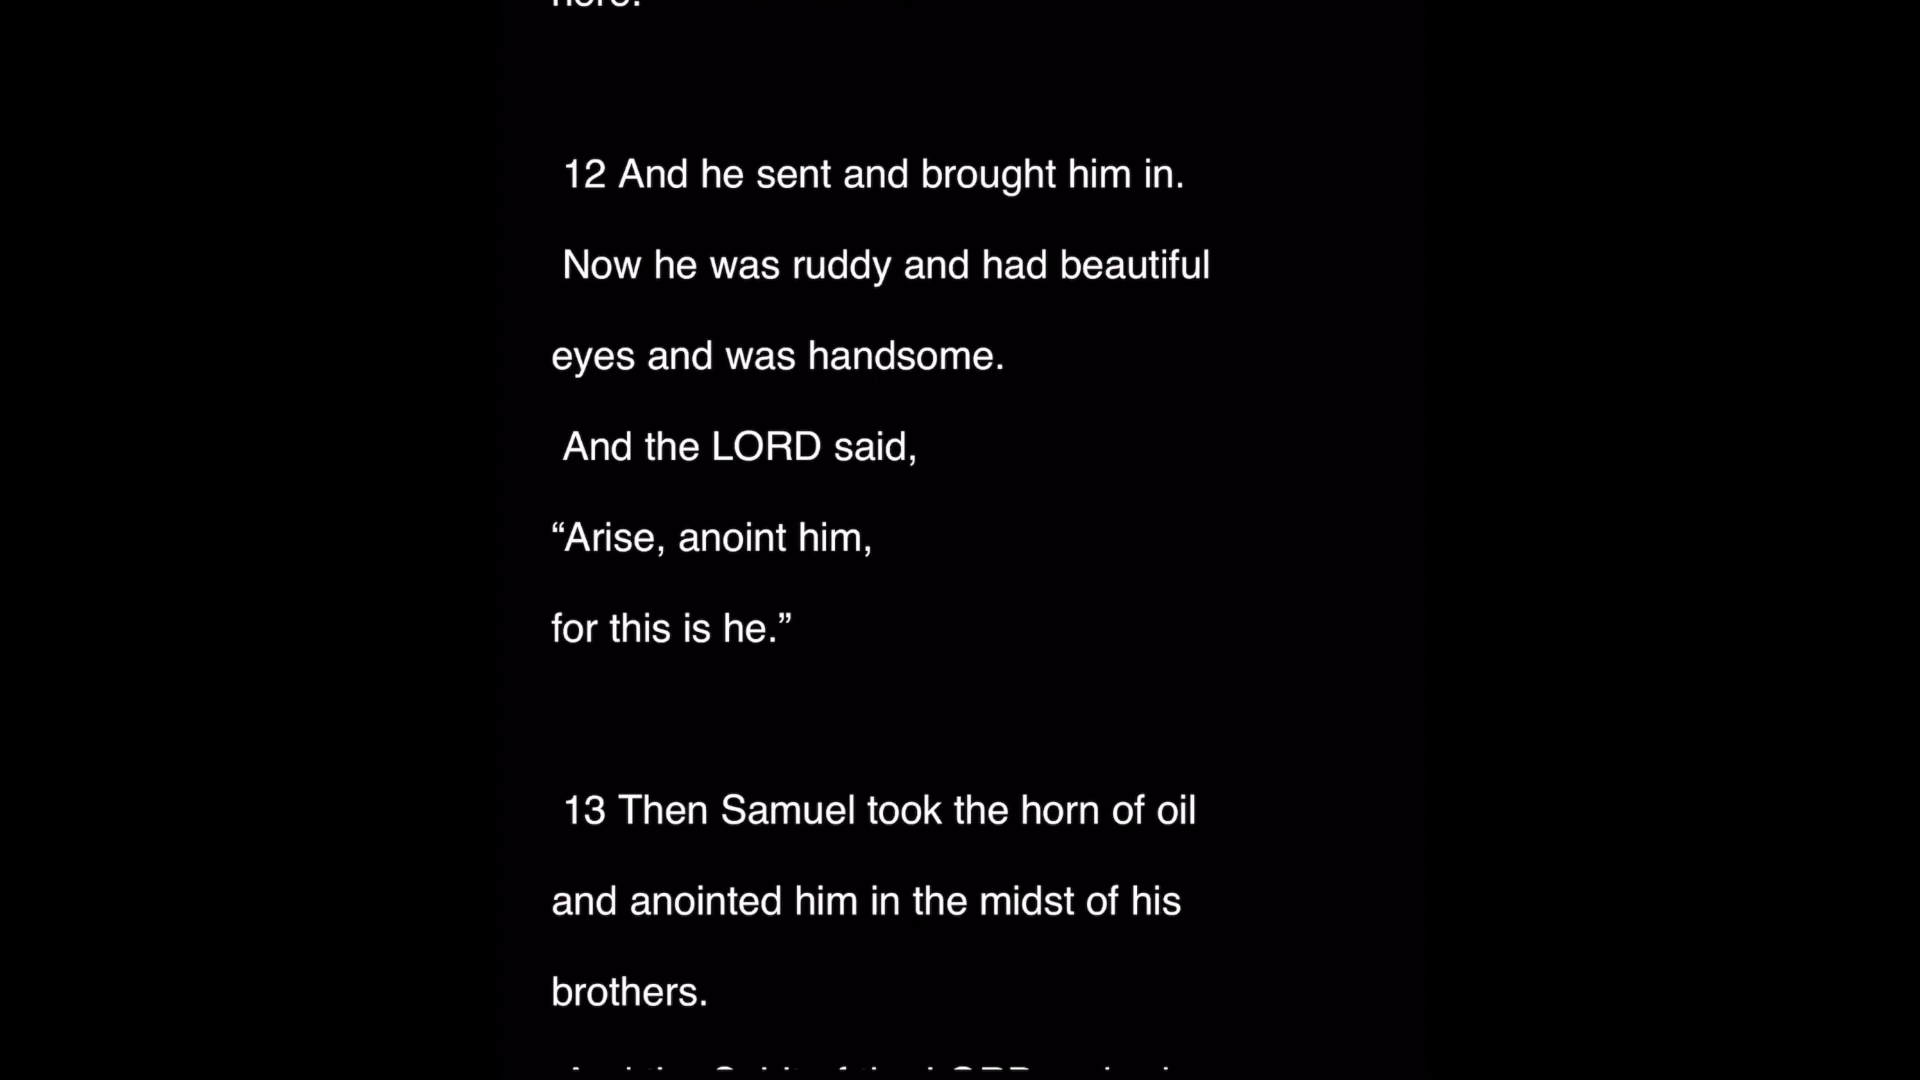 12 And he sent and brought him in.
Now he was ruddy and had beautiful
eyes and was handsome.
And the LORD said,
“Arise, anoint him,
for this is he.”
13 Then Samuel took the horn of oil
and anointed him in the midst of his
brothers.